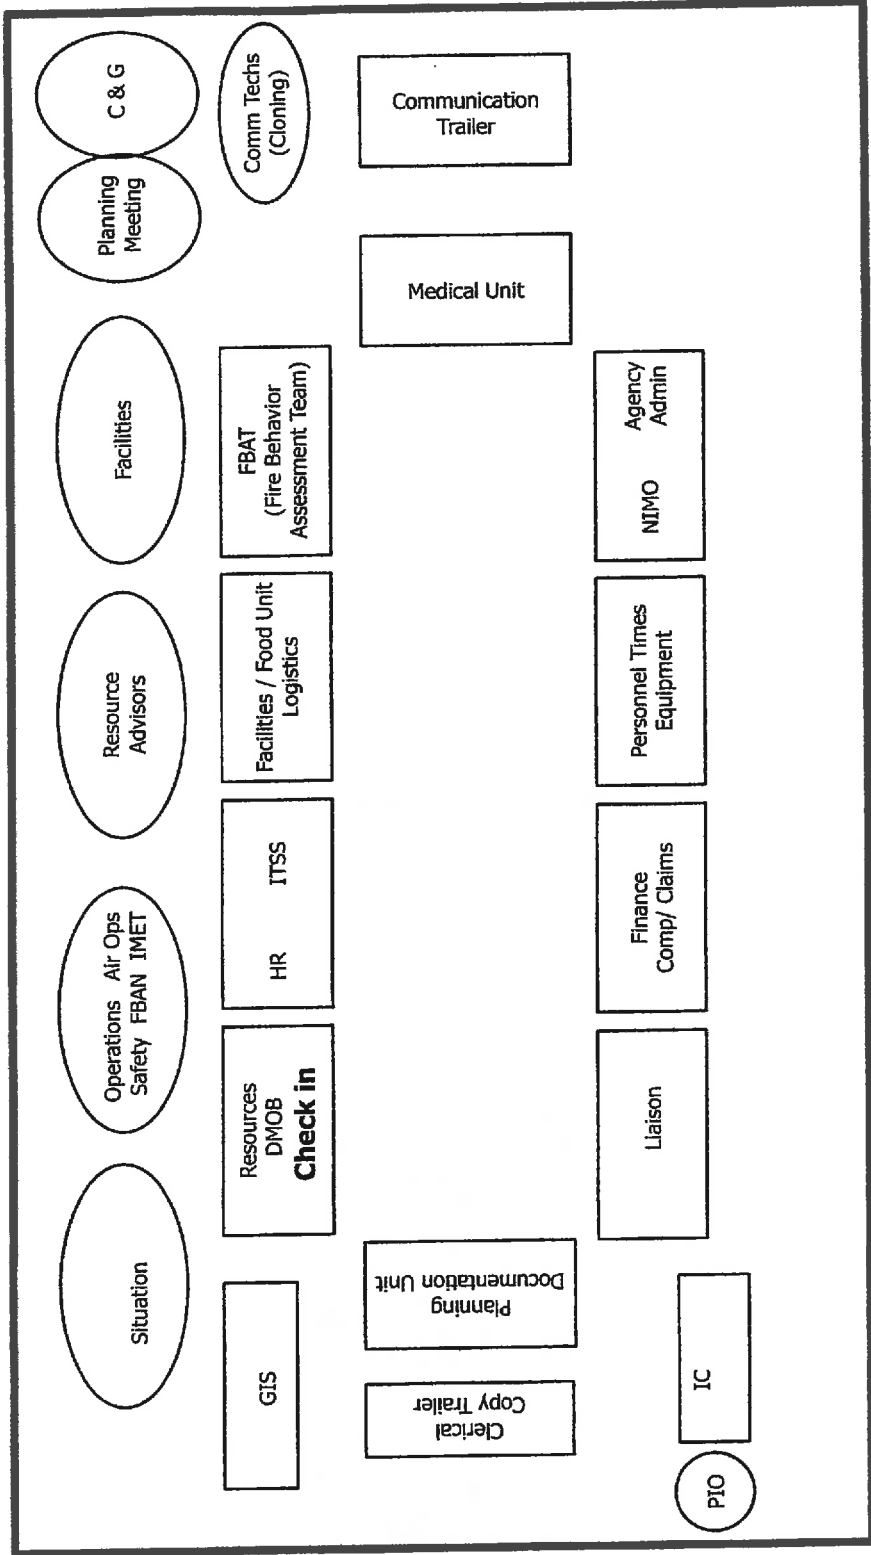 Situation
Operations Air Ops
Safety FBAN IMET
Resource
Advisors
Facilities
Planning
Meeting
C & G
GIS
Resources
DMOB
Check in
HR
ITSS
Facilities / Food Unit
Logistics
FBAT
(Fire Behavior
Assessment Team)
Comm Techs
(Cloning)
Clerical
Copy Trailer
Planning
Documentation Unit
Medical Unit
Communication
Trailer
PIO
IC
Liaison
Finance
Comp/ Claims
Personnel Times
Equipment
NIMO
Agency
Admin